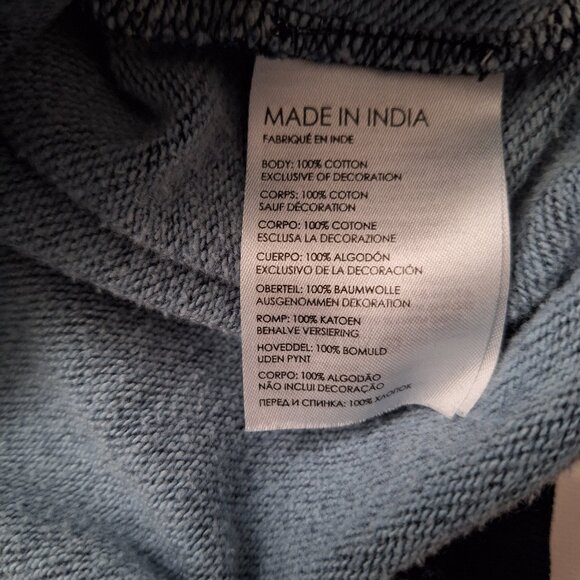 MADE IN INDIA
FABRIQUÉ EN INDE
BODY: 100% COTTON
EXCLUSIVE OF DECORATION
CORPS: 100% COTON
SAUF DÉCORATION
CORPO: 100% COTONE
ESCLUSA LA DECORAZIONE
CUERPO: 100% ALGODÓN
EXCLUSIVO DE LA DECORACIÓN
OBERTEIL: 100% BAUMWOLLE
AUSGENOMMEN DEKORATION
ROMP: 100% KATOEN
BEHALVE VERSIERING
HOVEDDEL: 100% BOMULD
UDEN PYNT
CORPO: 100% ALGODÃO
NÃO INCLUI DECORAÇÃO
ПЕРЕД И СПИНКА: 100% ХЛОПОК